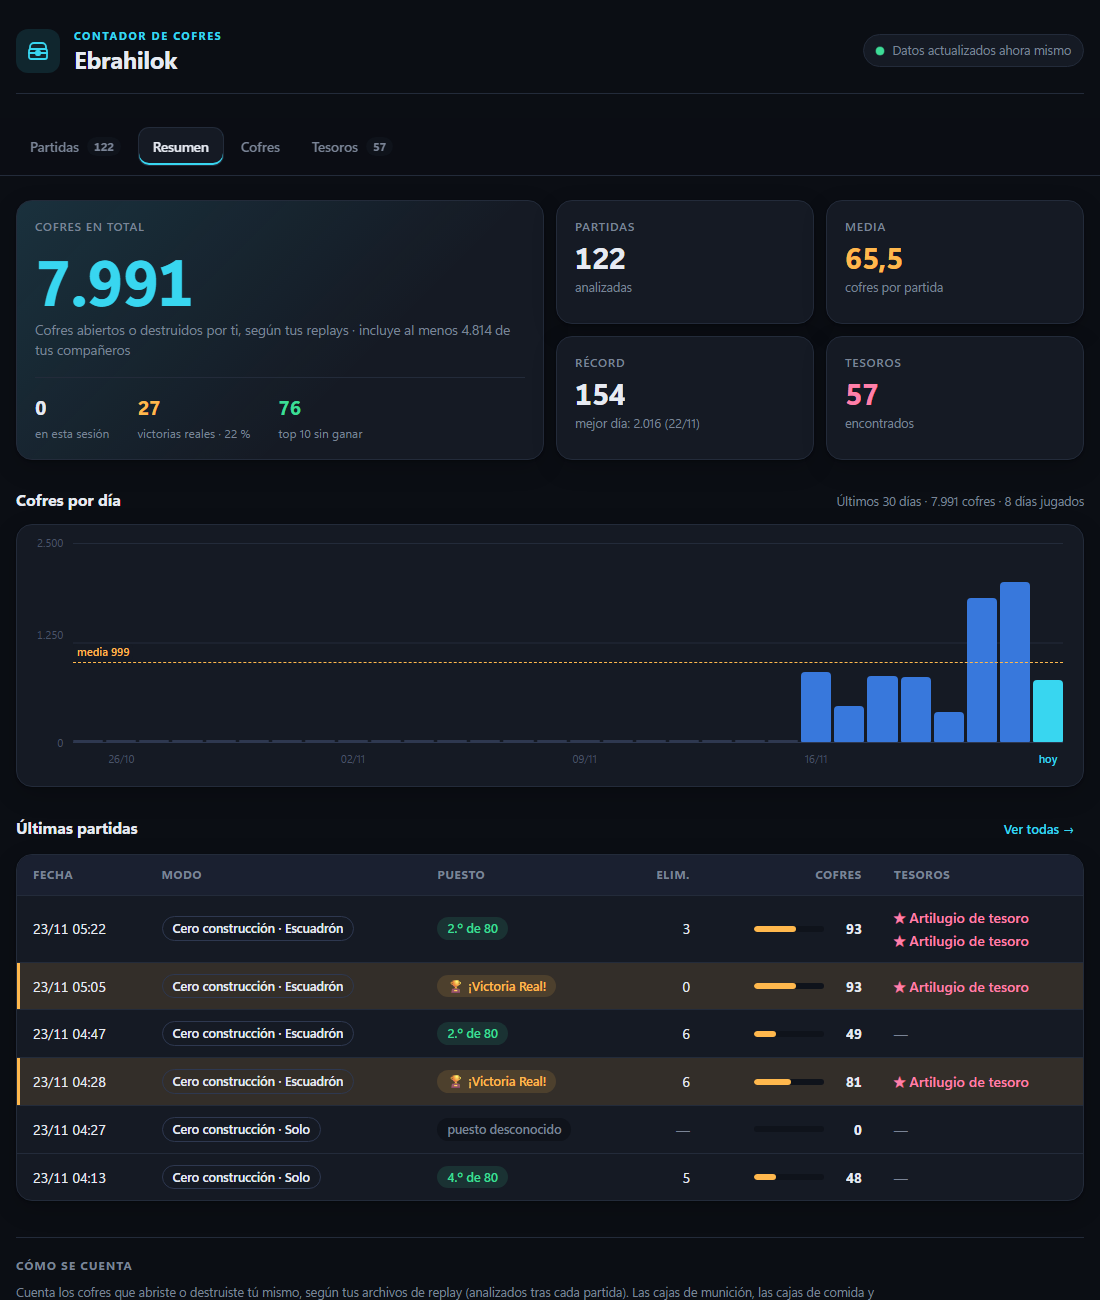 CONTADOR DE COFRES
Ebrahilok
Datos actualizados ahora mismo
Partidas 122 Resumen Cofres Tesoros 57
COFRES EN TOTAL
7.991
Cofres abiertos o destruidos por ti, según tus replays · incluye al menos 4.814 de
tus compañeros
0 27 76
en esta sesión victorias reales · 22 % top 10 sin ganar
PARTIDAS
122
analizadas
MEDIA
65,5
cofres por partida
RÉCORD
154
mejor día: 2.016 (22/11)
TESOROS
57
encontrados
Cofres por día
Últimos 30 días · 7.991 cofres · 8 días jugados
2.500
1.250
media 999
0
26/10 02/11 09/11 16/11 hoy
Últimas partidas
Ver todas →
FECHA MODO PUESTO ELIM. COFRES TESOROS
23/11 05:22 Cero construcción · Escuadrón 2.º de 80 3 93 ★ Artilugio de tesoro
★ Artilugio de tesoro
23/11 05:05 Cero construcción · Escuadrón 🏆 ¡Victoria Real! 0 93 ★ Artilugio de tesoro
23/11 04:47 Cero construcción · Escuadrón 2.º de 80 6 49 —
23/11 04:28 Cero construcción · Escuadrón 🏆 ¡Victoria Real! 6 81 ★ Artilugio de tesoro
23/11 04:27 Cero construcción · Solo puesto desconocido — 0 —
23/11 04:13 Cero construcción · Solo 4.º de 80 5 48 —
CÓMO SE CUENTA
Cuenta los cofres que abriste o destruiste tú mismo, según tus archivos de replay (analizados tras cada partida). Las cajas de munición, las cajas de comida y